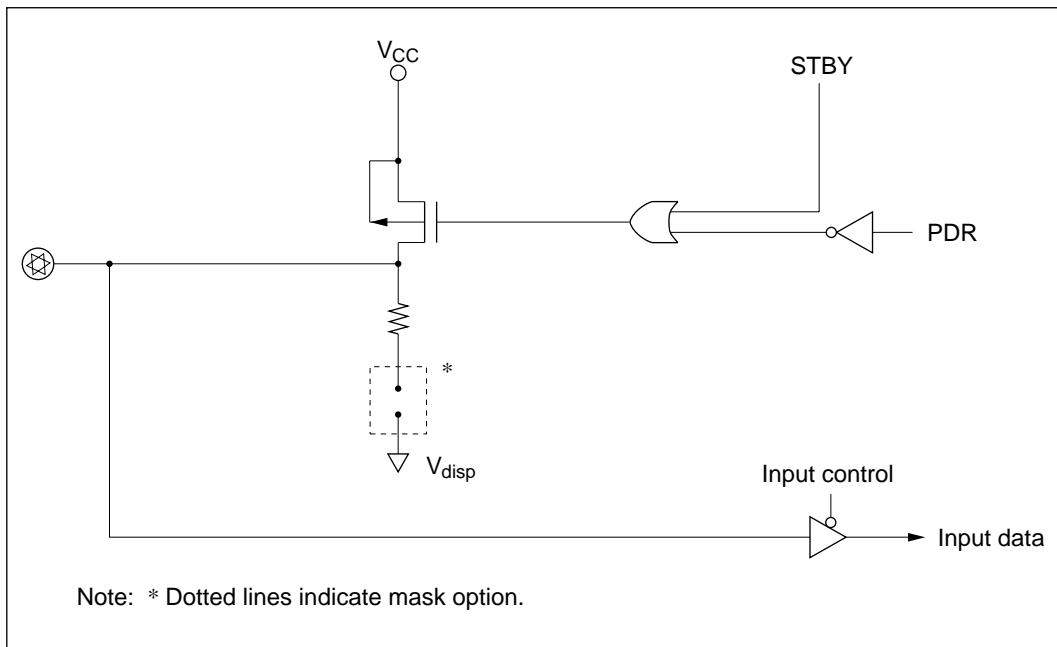 VCC
STBY
PDR
*
Vdisp
Input control
Input data
Note: * Dotted lines indicate mask option.